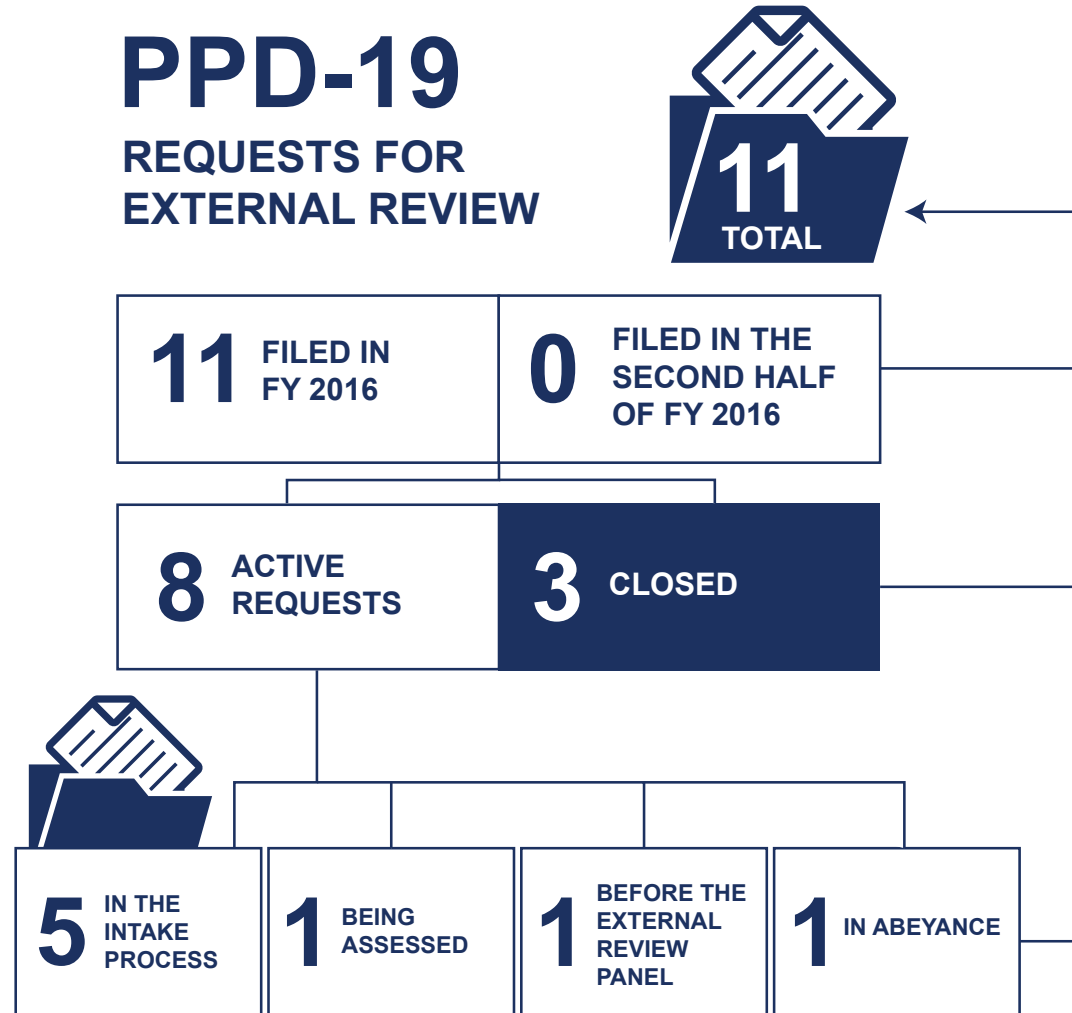 PPD-19
REQUESTS FOR
EXTERNAL REVIEW
11
TOTAL
11
FILED IN
FY 2016
0
FILED IN THE
SECOND HALF
OF FY 2016
8
ACTIVE
REQUESTS
3
CLOSED
5
IN THE
INTAKE
PROCESS
1
BEING
ASSESSED
1
BEFORE THE
EXTERNAL
REVIEW
PANEL
1
IN ABEYANCE